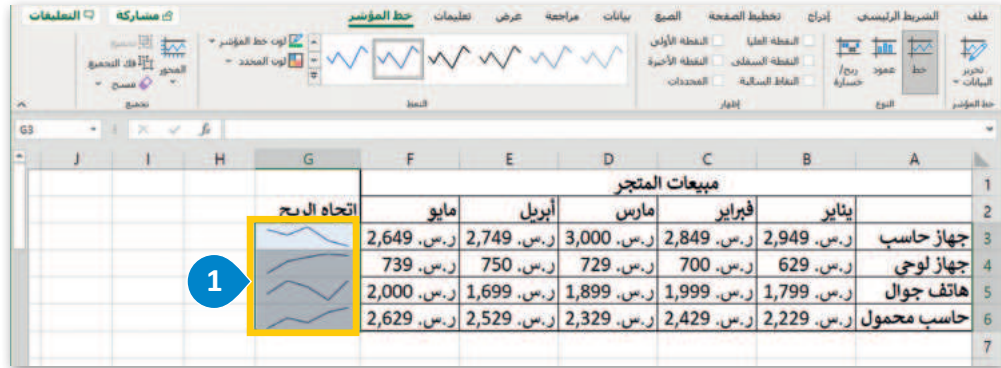 ملف الشريط الرئيسي إدراج تخطيط الصفحة الصيغ بيانات مراجعة عرض تعليمات خط المؤشر مشاركة التعليقات
تحرير البيانات
خط المؤشر
خط عمود ربح/خسارة
النوع
النقطة العليا النقطة الأولى
النقطة السفلى النقطة الأخيرة
النقاط السالبة المحددات
إظهار
النمط
لون خط المؤشر
لون المحدد
المحور
تجميع
فك التجميع
مسح
تجميع
G3
fx
A B C D E F G H I J
1 مبيعات المتجر
2 يناير فبراير مارس أبريل مايو اتجاه الربح
3 جهاز حاسب ر.س. 2,949 ر.س. 2,849 ر.س. 3,000 ر.س. 2,749 ر.س. 2,649
4 جهاز لوحي ر.س. 629 ر.س. 700 ر.س. 729 ر.س. 750 ر.س. 739
5 هاتف جوال ر.س. 1,799 ر.س. 1,999 ر.س. 1,899 ر.س. 1,699 ر.س. 2,000
6 حاسب محمول ر.س. 2,229 ر.س. 2,429 ر.س. 2,329 ر.س. 2,529 ر.س. 2,629
7
1